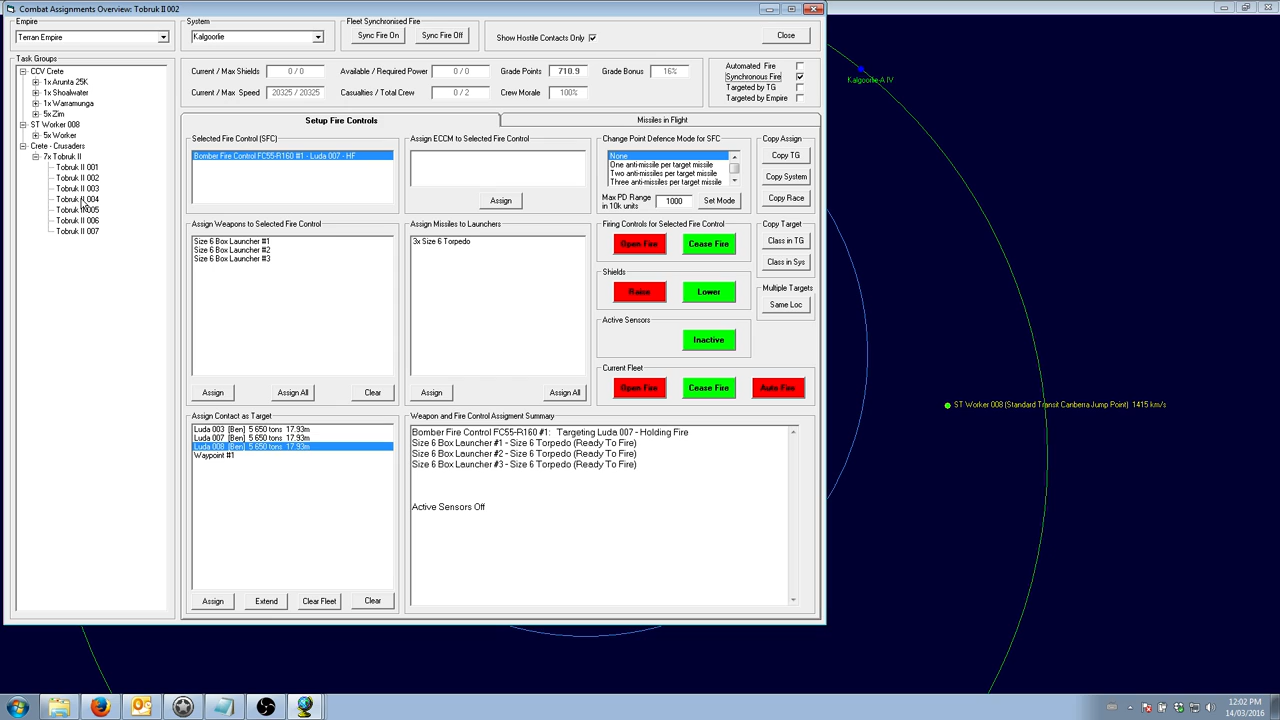 Combat Assignments Overview: Tobruk II 002
Empire
Terran Empire
System
Kalgoorlie
Fleet Synchronised Fire
Sync Fire On
Sync Fire Off
Show Hostile Contacts Only
Close
Task Groups
CCV Crete
1x Arunta 25K
1x Shoalwater
1x Warramunga
5x Zim
ST Worker 008
5x Worker
Crete - Crusaders
7x Tobruk II
Tobruk II 001
Tobruk II 002
Tobruk II 003
Tobruk II 004
Tobruk II 005
Tobruk II 006
Tobruk II 007
Current / Max Shields
0 / 0
Available / Required Power
0 / 0
Grade Points
710.9
Grade Bonus
16%
Current / Max Speed
20325 / 20325
Casualties / Total Crew
0 / 2
Crew Morale
100%
Automated Fire
Synchronous Fire
Targeted by TG
Targeted by Empire
Setup Fire Controls
Missiles in Flight
Selected Fire Control (SFC)
Bomber Fire Control FC55-R160 #1 - Luda 007 - HF
Assign ECCM to Selected Fire Control
Assign
Change Point Defence Mode for SFC
None
One anti-missile per target missile
Two anti-missiles per target missile
Three anti-missiles per target missile
Max PD Range
in 10k units
1000
Set Mode
Copy Assign
Copy TG
Copy System
Copy Race
Assign Weapons to Selected Fire Control
Size 6 Box Launcher #1
Size 6 Box Launcher #2
Size 6 Box Launcher #3
Assign
Assign All
Clear
Assign Missiles to Launchers
3x Size 6 Torpedo
Assign
Assign All
Firing Controls for Selected Fire Control
Open Fire
Cease Fire
Shields
Raise
Lower
Active Sensors
Inactive
Current Fleet
Open Fire
Cease Fire
Auto Fire
Copy Target
Class in TG
Class in Sys
Multiple Targets
Same Loc
Assign Contact as Target
Luda 003 [Ben] 5 650 tons 17.93m
Luda 007 [Ben] 5 650 tons 17.93m
Luda 008 [Ben] 5 650 tons 17.93m
Waypoint #1
Assign
Extend
Clear Fleet
Clear
Weapon and Fire Control Assigment Summary
Bomber Fire Control FC55-R160 #1: Targeting Luda 007 - Holding Fire
Size 6 Box Launcher #1 - Size 6 Torpedo (Ready To Fire)
Size 6 Box Launcher #2 - Size 6 Torpedo (Ready To Fire)
Size 6 Box Launcher #3 - Size 6 Torpedo (Ready To Fire)
Active Sensors Off
Kalgoorlie-A IV
ST Worker 008 (Standard Transit Canberra Jump Point) 1415 km/s
12:02 PM
14/03/2016